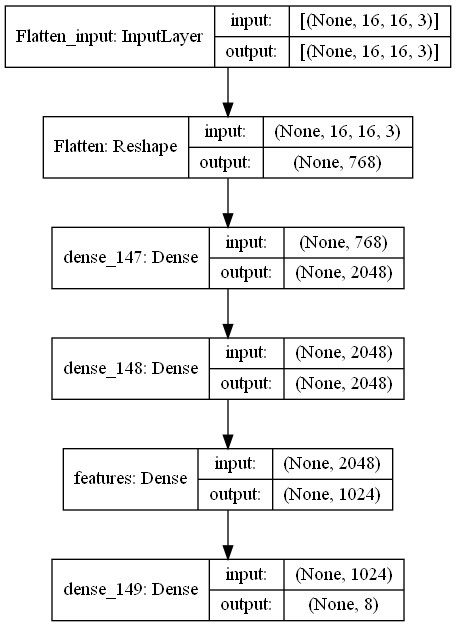 Flatten_input: InputLayer
input:
[(None, 16, 16, 3)]
output:
[(None, 16, 16, 3)]
Flatten: Reshape
input:
(None, 16, 16, 3)
output:
(None, 768)
dense_147: Dense
input:
(None, 768)
output:
(None, 2048)
dense_148: Dense
input:
(None, 2048)
output:
(None, 2048)
features: Dense
input:
(None, 2048)
output:
(None, 1024)
dense_149: Dense
input:
(None, 1024)
output:
(None, 8)